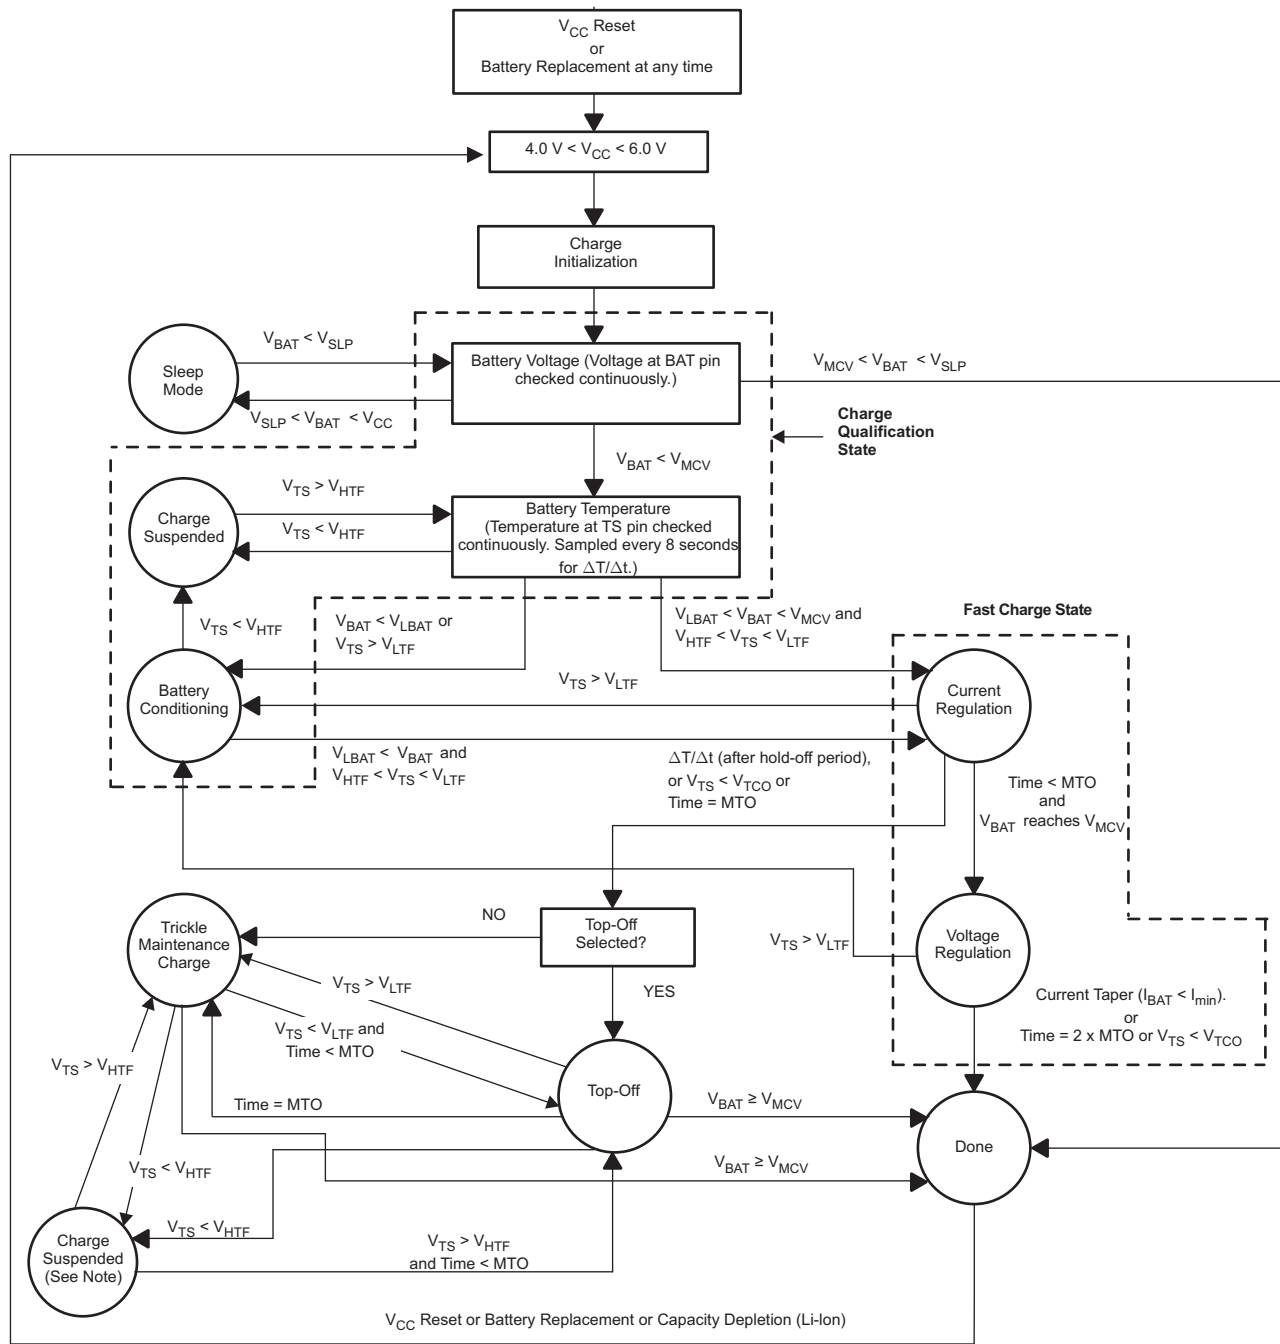 V_CC Reset
or
Battery Replacement at any time
4.0 V < V_CC < 6.0 V
Charge
Initialization
V_BAT < V_SLP
Sleep
Mode
Battery Voltage (Voltage at BAT pin
checked continuously.)
V_MCV < V_BAT < V_SLP
V_SLP < V_BAT < V_CC
Charge
Qualification
State
V_BAT < V_MCV
V_TS > V_HTF
Charge
Suspended
V_TS < V_HTF
Battery Temperature
(Temperature at TS pin checked
continuously. Sampled every 8 seconds
for ΔT/Δt.)
V_TS < V_HTF
V_BAT < V_LBAT or
V_TS > V_LTF
V_LBAT < V_BAT < V_MCV and
V_HTF < V_TS < V_LTF
Fast Charge State
Battery
Conditioning
V_TS > V_LTF
Current
Regulation
V_LBAT < V_BAT and
V_HTF < V_TS < V_LTF
ΔT/Δt (after hold-off period),
or V_TS < V_TCO or
Time = MTO
Time < MTO
and
V_BAT reaches V_MCV
Trickle
Maintenance
Charge
NO
Top-Off
Selected?
YES
V_TS > V_LTF
Voltage
Regulation
V_TS > V_LTF
V_TS < V_LTF and
Time < MTO
Current Taper (I_BAT < I_min).
or
Time = 2 x MTO or V_TS < V_TCO
V_TS > V_HTF
Time = MTO
Top-Off
V_BAT ≥ V_MCV
Done
V_TS < V_HTF
V_BAT ≥ V_MCV
Charge
Suspended
(See Note)
V_TS < V_HTF
V_TS > V_HTF
and Time < MTO
V_CC Reset or Battery Replacement or Capacity Depletion (Li-Ion)